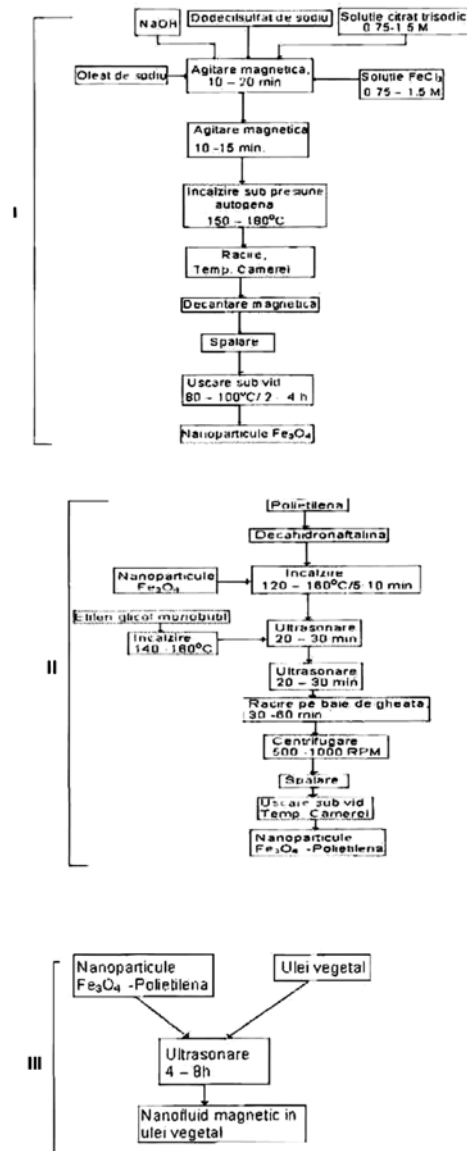 Dodecilsulfat de sodiu
NaOH
Solutie citrat trisodic
0.75-1.5 M
Oleat de sodiu
Agitare magnetica,
10 – 20 min
Solutie FeCl₃
0.75 – 1.5 M
Agitare magnetica
10 -15 min.
Incalzire sub presiune
autogena
150 – 180°C
I
Racire,
Temp. Camerei
Decantare magnetica
Spalare
Uscare sub vid
80 – 100°C/ 2 - 4 h
Nanoparticule Fe₃O₄
Polietilena
Decahidronaftalina
Nanoparticule
Fe₃O₄
Incalzire
120 – 160°C/5-10 min
Etilen glicol monobutil
Incalzire
140 -160°C
Ultrasonare
20 – 30 min
II
Ultrasonare
20 – 30 min
Racire pe baie de gheata
30 -60 min
Centrifugare
500 -1000 RPM
Spalare
Uscare sub vid
Temp. Camerei
Nanoparticule
Fe₃O₄ -Polietilena
Nanoparticule
Fe₃O₄ -Polietilena
Ulei vegetal
III
Ultrasonare
4 – 8h
Nanofluid magnetic in
ulei vegetal